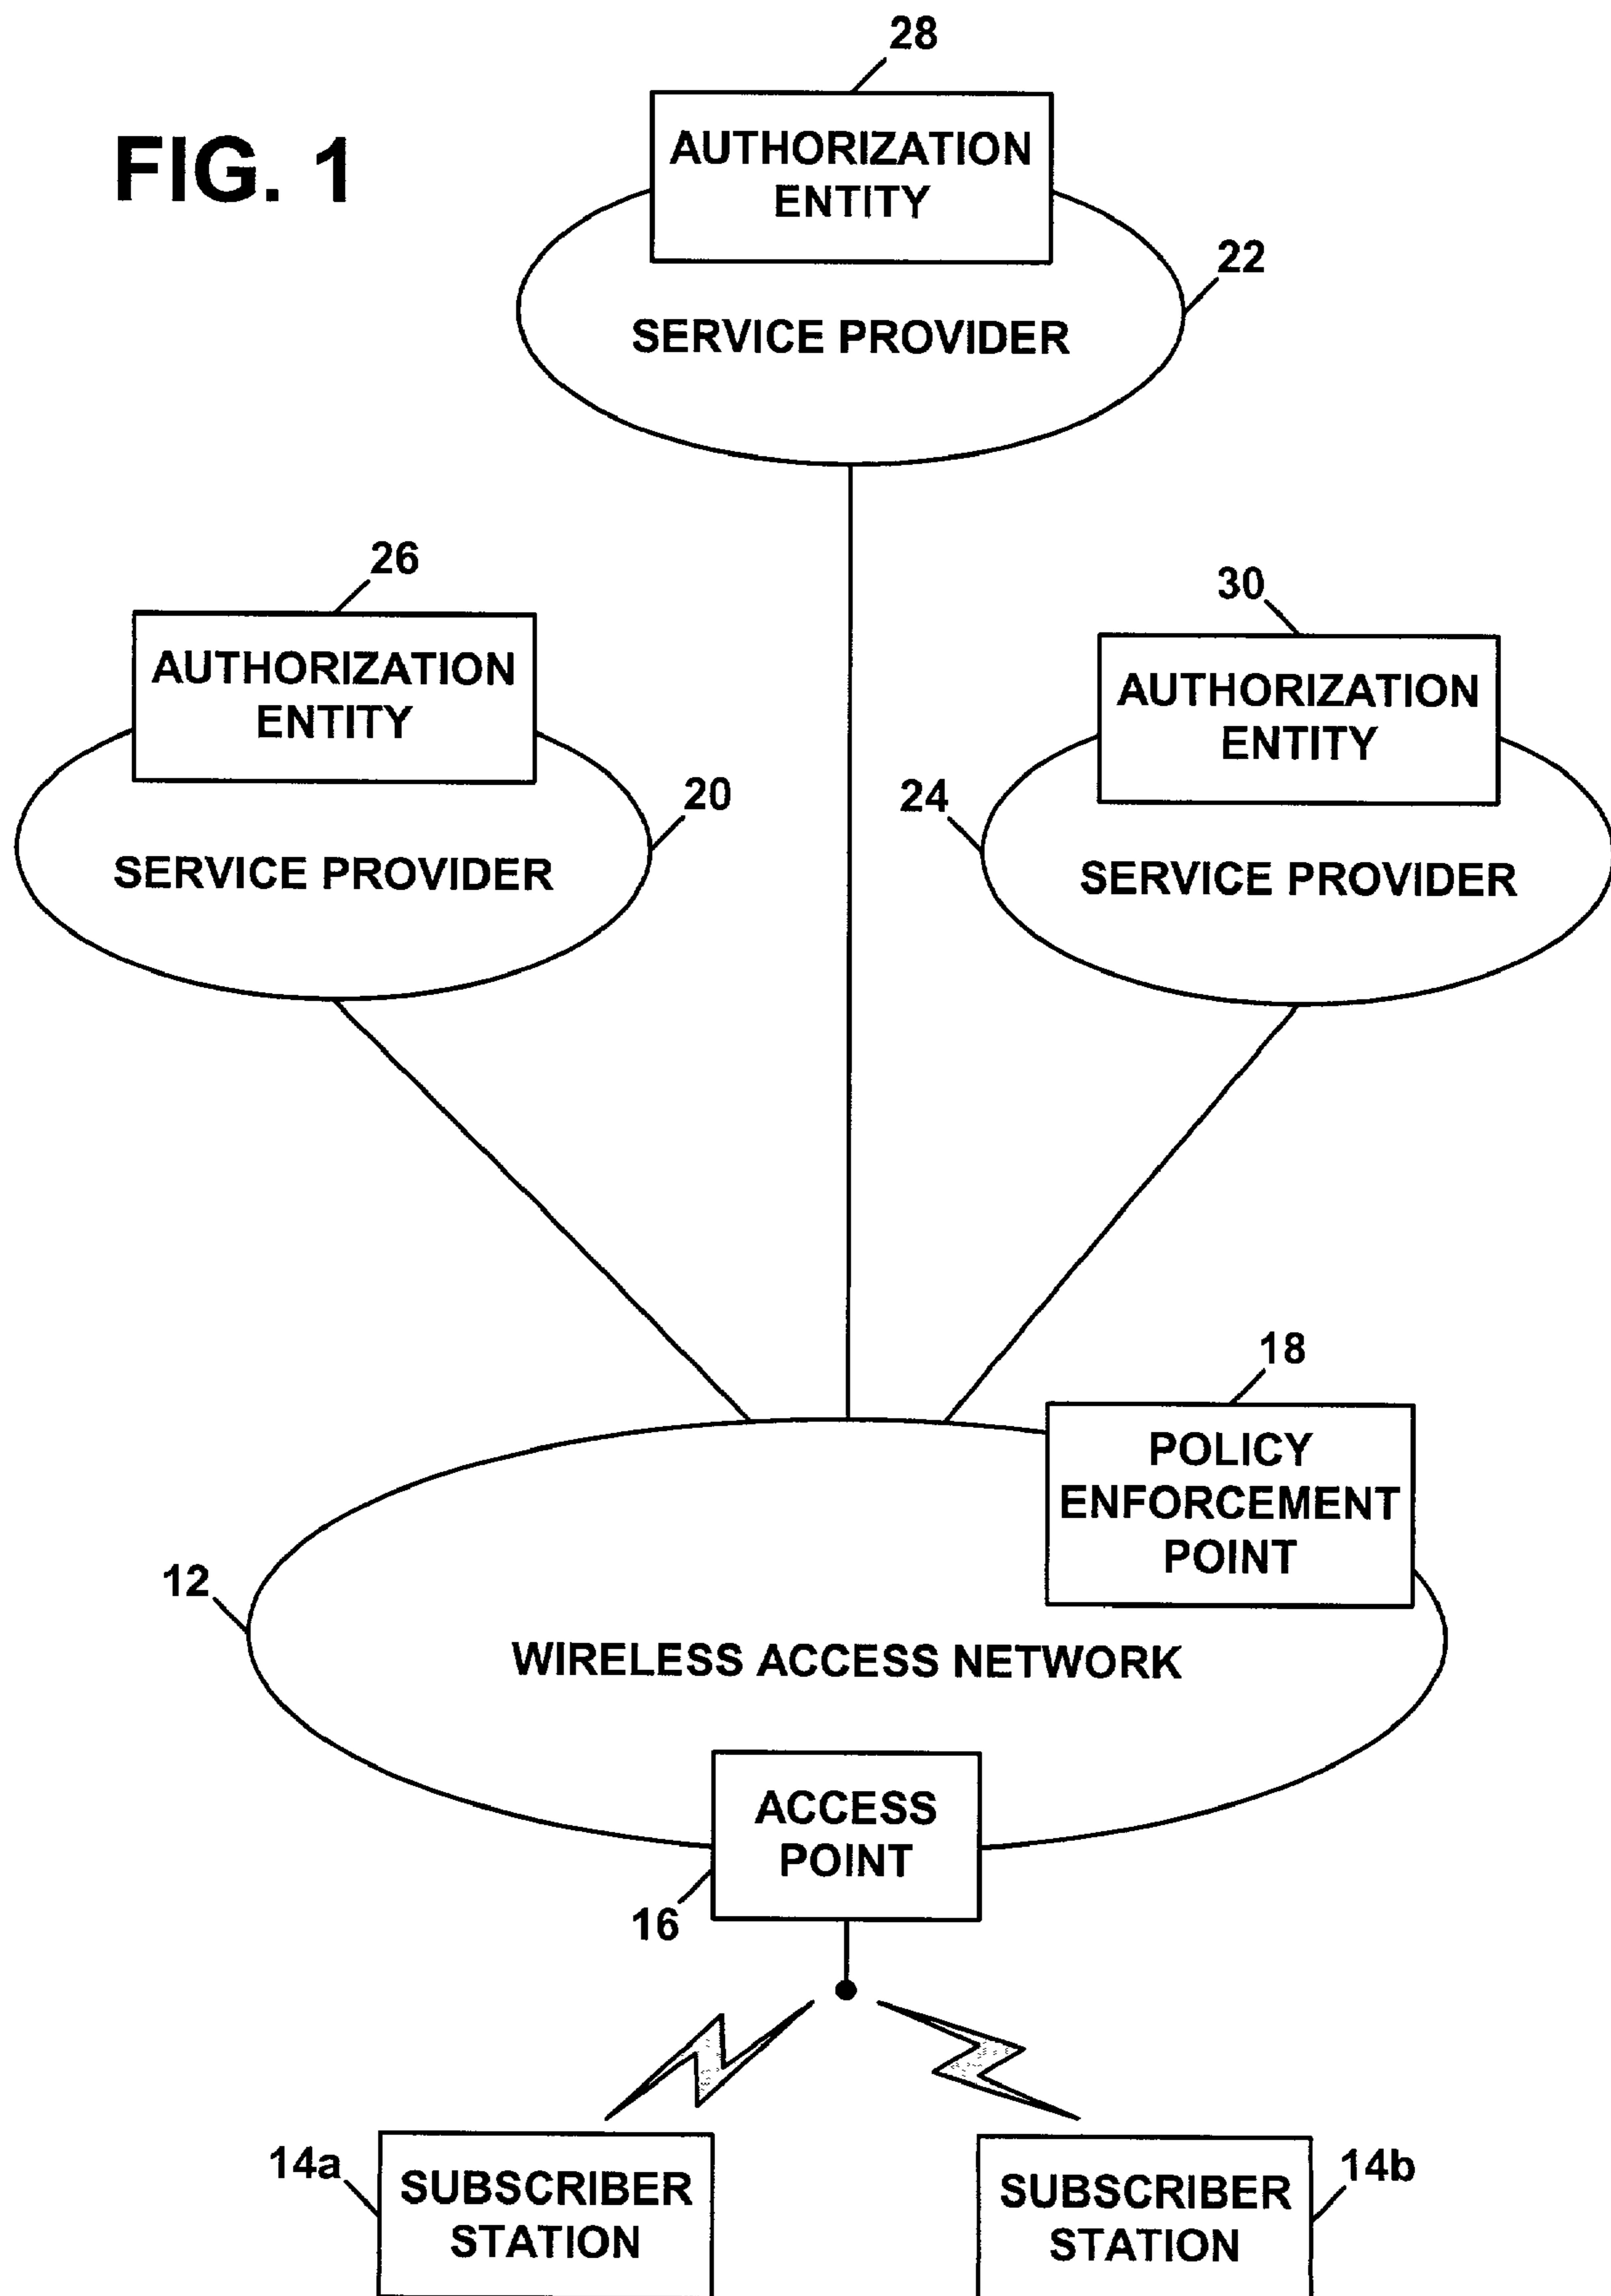 28
FIG. 1
AUTHORIZATION
ENTITY
22
SERVICE PROVIDER
26
30
AUTHORIZATION
ENTITY
AUTHORIZATION
ENTITY
20
24
SERVICE PROVIDER
SERVICE PROVIDER
18
POLICY
ENFORCEMENT
POINT
12
WIRELESS ACCESS NETWORK
ACCESS
POINT
16
14a
SUBSCRIBER
STATION
SUBSCRIBER
STATION
14b